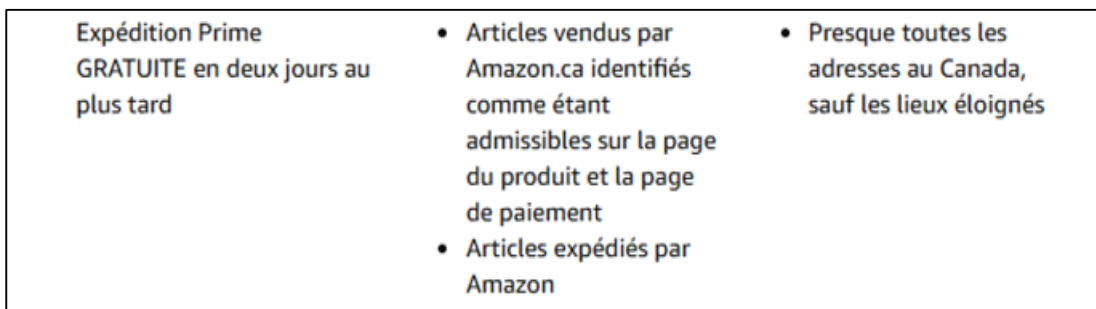 Expédition Prime
GRATUITE en deux jours au
plus tard
• Articles vendus par
Amazon.ca identifiés
comme étant
admissibles sur la page
du produit et la page
de paiement
• Articles expédiés par
Amazon
• Presque toutes les
adresses au Canada,
sauf les lieux éloignés